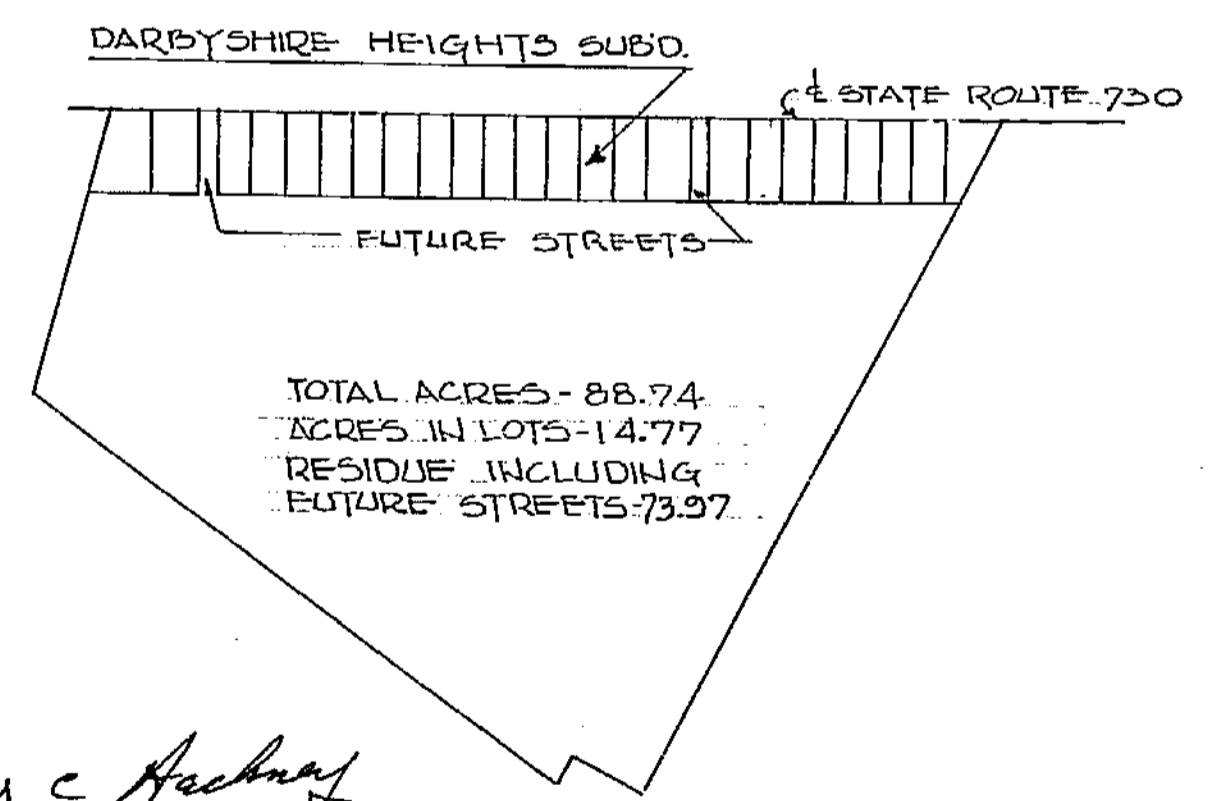 DARBYSHIRE HEIGHTS SUB'D.
℄ STATE ROUTE 730
FUTURE STREETS
TOTAL ACRES - 88.74
ACRES IN LOTS - 14.77
RESIDUE INCLUDING
FUTURE STREETS - 73.97
C Hackney